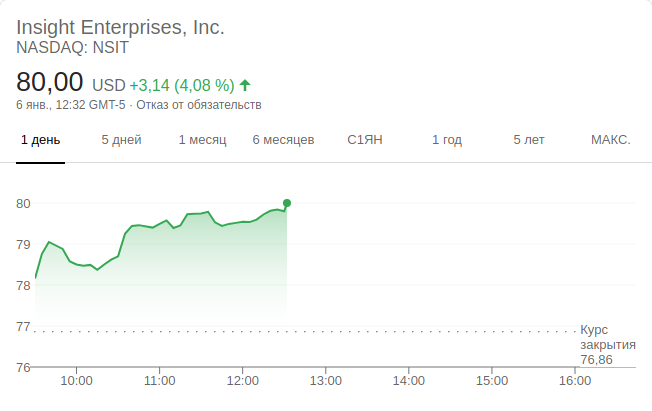 Insight Enterprises, Inc.
NASDAQ: NSIT
80,00 USD +3,14 (4,08 %)
6 янв., 12:32 GMT-5 · Отказ от обязательств
1 день 5 дней 1 месяц 6 месяцев С1ЯН 1 год 5 лет МАКС.
80
79
78
77
Курс
закрытия
76,86
76
10:00 11:00 12:00 13:00 14:00 15:00 16:00